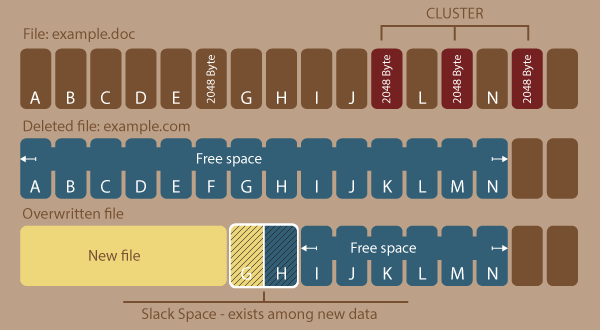 CLUSTER
File: example.doc
A B C D E 2048 Byte G H I J 2048 Byte L 2048 Byte N 2048 Byte
Deleted file: example.com
Free space
A B C D E F G H I J K L M N
Overwritten file
New file
Free space
G H I J K L M N
Slack Space - exists among new data